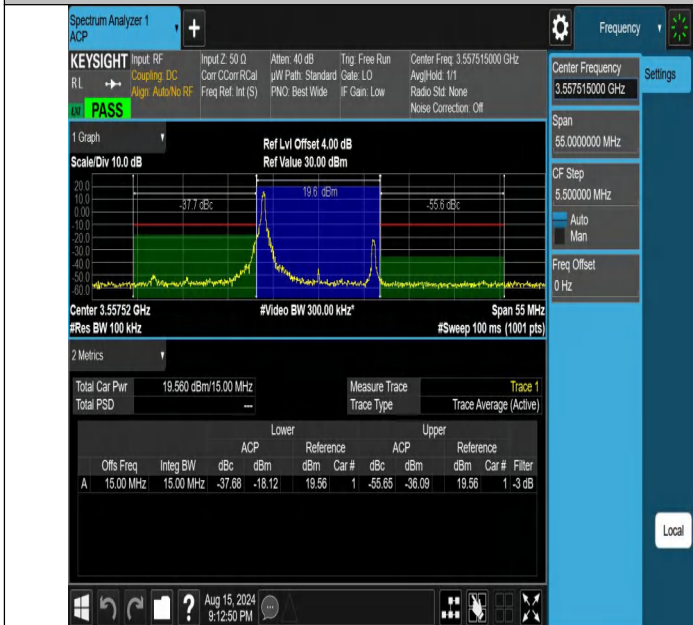 Spectrum Analyzer 1
ACP
+
Frequency
KEYSIGHT
Input: RF
Coupling: DC
Align: Auto/No RF
Input Z: 50 Ω
Corr CCorr RCal
Freq Ref: Int (S)
Atten: 40 dB
µW Path: Standard
PNO: Best Wide
Trig: Free Run
Gate: LO
IF Gain: Low
Center Freq: 3.557515000 GHz
Avg|Hold: 1/1
Radio Std: None
Noise Correction: Off
RL
PASS
Center Frequency
3.557515000 GHz
Settings
Span
55.0000000 MHz
CF Step
5.500000 MHz
Auto
Man
Freq Offset
0 Hz
Local
1 Graph
Scale/Div 10.0 dB
Ref Lvl Offset 4.00 dB
Ref Value 30.00 dBm
20.0
10.0
0.00
-10.0
-20.0
-30.0
-40.0
-50.0
-60.0
-37.7 dBc
19.6 dBm
-55.6 dBc
Center 3.55752 GHz
#Video BW 300.00 kHz*
Span 55 MHz
#Res BW 100 kHz
#Sweep 100 ms (1001 pts)
2 Metrics
Total Car Pwr 19.560 dBm/15.00 MHz
Total PSD ---
Measure Trace Trace 1
Trace Type Trace Average (Active)
Lower Upper
ACP Reference ACP Reference
Offs Freq Integ BW dBc dBm dBm Car # dBc dBm dBm Car # Filter
A 15.00 MHz 15.00 MHz -37.68 -18.12 19.56 1 -55.65 -36.09 19.56 1 -3 dB
?
Aug 15, 2024
9:12:50 PM